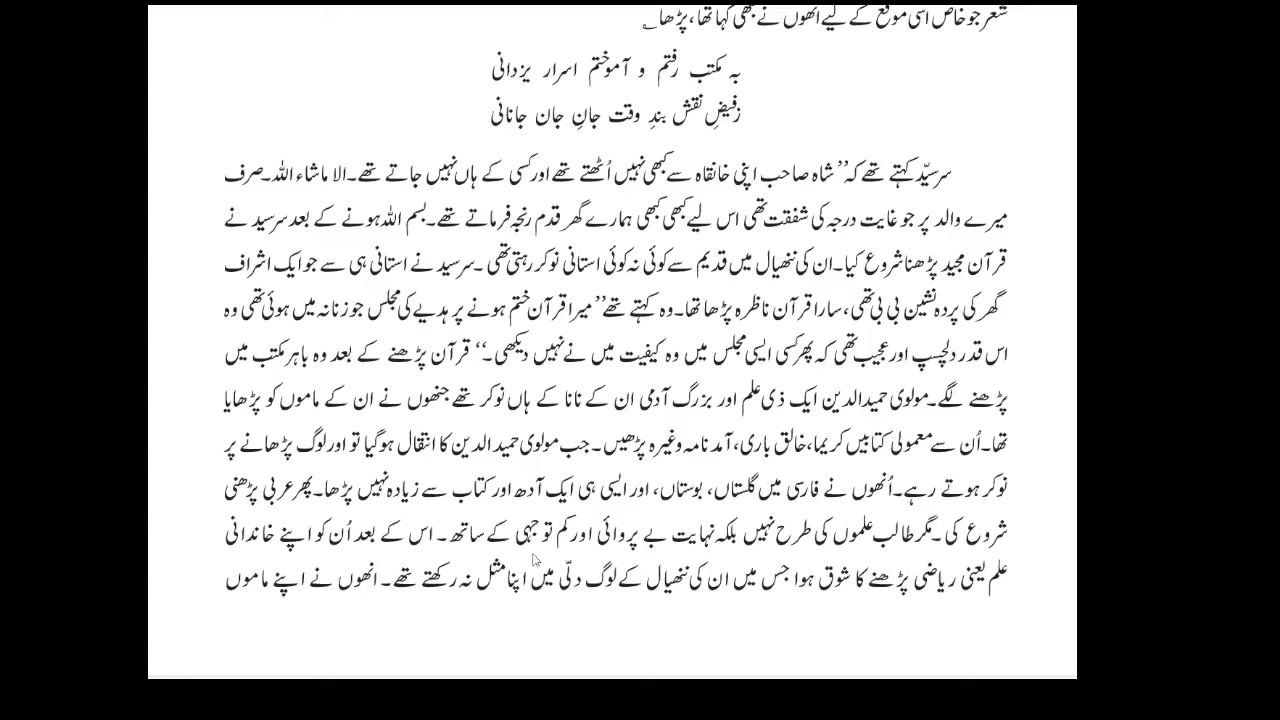 شعر جو خاص اسی موقع کے لیے انھوں نے بھی کہا تھا، پڑھا؎
بہ مکتب رفتم و آموختم اسرار یزدانی
زفیضِ نقش بندِ وقت جانِ جان جانانی
سرسیّد کہتے تھے کہ ’’شاہ صاحب اپنی خانقاہ سے کبھی نہیں اُٹھتے تھے اور کسی کے ہاں نہیں جاتے تھے۔ الا ماشاء اللہ۔ صرف
میرے والد پر جو غایت درجہ کی شفقت تھی اس لیے کبھی کبھی ہمارے گھر قدم رنجہ فرماتے تھے۔ بسم اللہ ہونے کے بعد سرسید نے
قرآن مجید پڑھنا شروع کیا۔ ان کی ننھیال میں قدیم سے کوئی نہ کوئی استانی نوکر رہتی تھی۔ سرسید نے استانی ہی سے جو ایک اشراف
گھر کی پردہ نشین بی بی تھی، سارا قرآن ناظرہ پڑھا تھا۔ وہ کہتے تھے ’’میرا قرآن ختم ہونے پر ہدیے کی مجلس جو زنانہ میں ہوئی تھی وہ
اس قدر دلچسپ اور عجیب تھی کہ پھر کسی ایسی مجلس میں وہ کیفیت میں نے نہیں دیکھی۔‘‘ قرآن پڑھنے کے بعد وہ باہر مکتب میں
پڑھنے لگے۔ مولوی حمید الدین ایک ذی علم اور بزرگ آدمی ان کے نانا کے ہاں نوکر تھے جنھوں نے ان کے ماموں کو پڑھایا
تھا۔ اُن سے معمولی کتابیں کریما، خالق باری، آمد نامہ وغیرہ پڑھیں۔ جب مولوی حمید الدین کا انتقال ہوگیا تو اور لوگ پڑھانے پر
نوکر ہوتے رہے۔ اُنھوں نے فارسی میں گلستاں، بوستاں، اور ایسی ہی ایک آدھ اور کتاب سے زیادہ نہیں پڑھا۔ پھر عربی پڑھنی
شروع کی۔ مگر طالب علموں کی طرح نہیں بلکہ نہایت بے پروائی اور کم توجہی کے ساتھ۔ اس کے بعد اُن کو اپنے خاندانی
علم یعنی ریاضی پڑھنے کا شوق ہوا جس میں ان کی ننھیال کے لوگ دلّی میں اپنا مثل نہ رکھتے تھے۔ انھوں نے اپنے ماموں